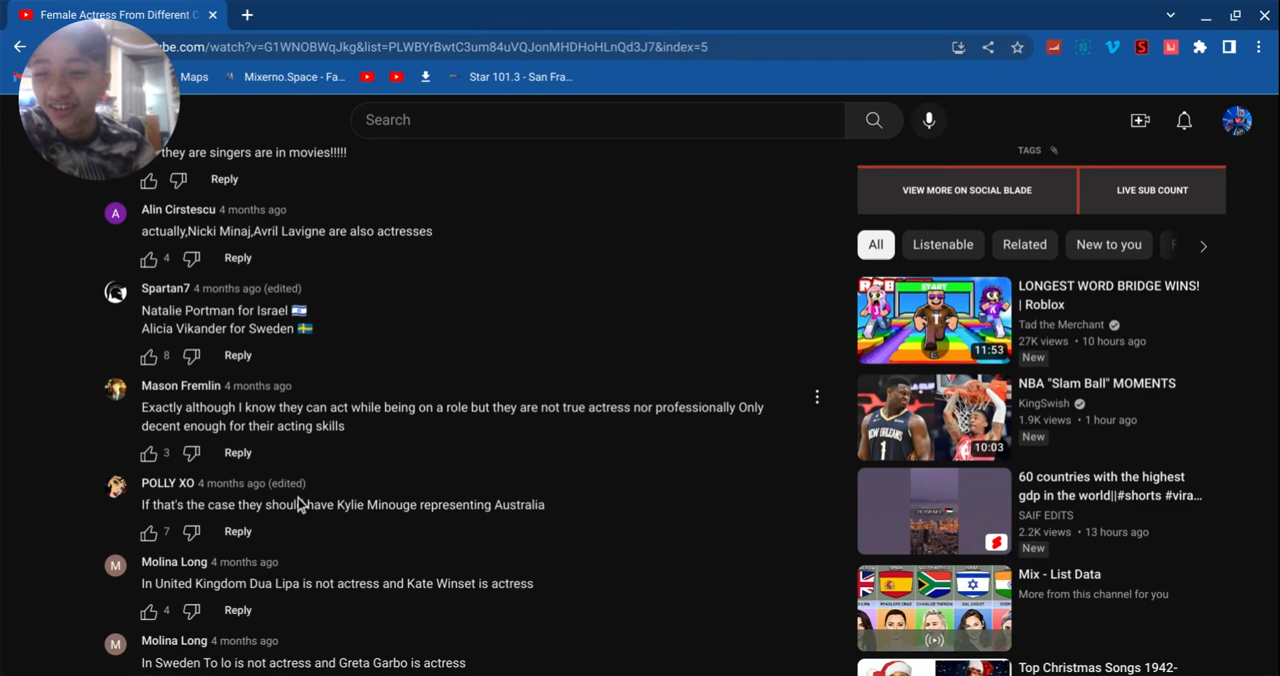 Female Actress From Different C
be.com/watch?v=G1WNOBWqJkg&list=PLWBYrBwtC3um84uVQJonMHDHoHLnQd3J7&index=5
Maps
Mixerno.Space - Fa...
Star 101.3 - San Fra...
Search
they are singers are in movies!!!!!
Reply
Alin Cirstescu 4 months ago
actually,Nicki Minaj,Avril Lavigne are also actresses
4 Reply
Spartan7 4 months ago (edited)
Natalie Portman for Israel 🇮🇱
Alicia Vikander for Sweden 🇸🇪
8 Reply
Mason Fremlin 4 months ago
Exactly although I know they can act while being on a role but they are not true actress nor professionally Only
decent enough for their acting skills
3 Reply
POLLY XO 4 months ago (edited)
If that's the case they should have Kylie Minouge representing Australia
7 Reply
Molina Long 4 months ago
In United Kingdom Dua Lipa is not actress and Kate Winset is actress
4 Reply
Molina Long 4 months ago
In Sweden To lo is not actress and Greta Garbo is actress
TAGS
VIEW MORE ON SOCIAL BLADE
LIVE SUB COUNT
All
Listenable
Related
New to you
START
11:53
LONGEST WORD BRIDGE WINS!
| Roblox
Tad the Merchant
27K views • 10 hours ago
New
NEW ORLEANS
10:03
NBA "Slam Ball" MOMENTS
KingSwish
1.9K views • 1 hour ago
New
60 countries with the highest
gdp in the world||#shorts #vira...
SAIF EDITS
2.2K views • 13 hours ago
New
Mix - List Data
More from this channel for you
Top Christmas Songs 1942-